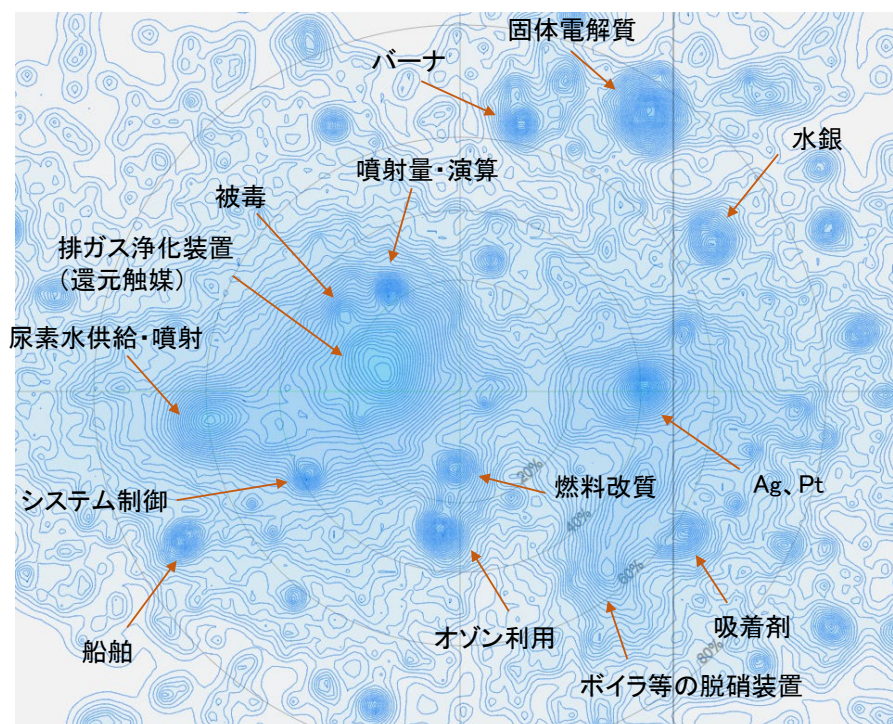 固体電解質
バーナ
水銀
噴射量・演算
被毒
排ガス浄化装置
(還元触媒)
尿素水供給・噴射
システム制御
燃料改質
Ag、Pt
20%
40%
60%
80%
船舶
オゾン利用
吸着剤
ボイラ等の脱硝装置